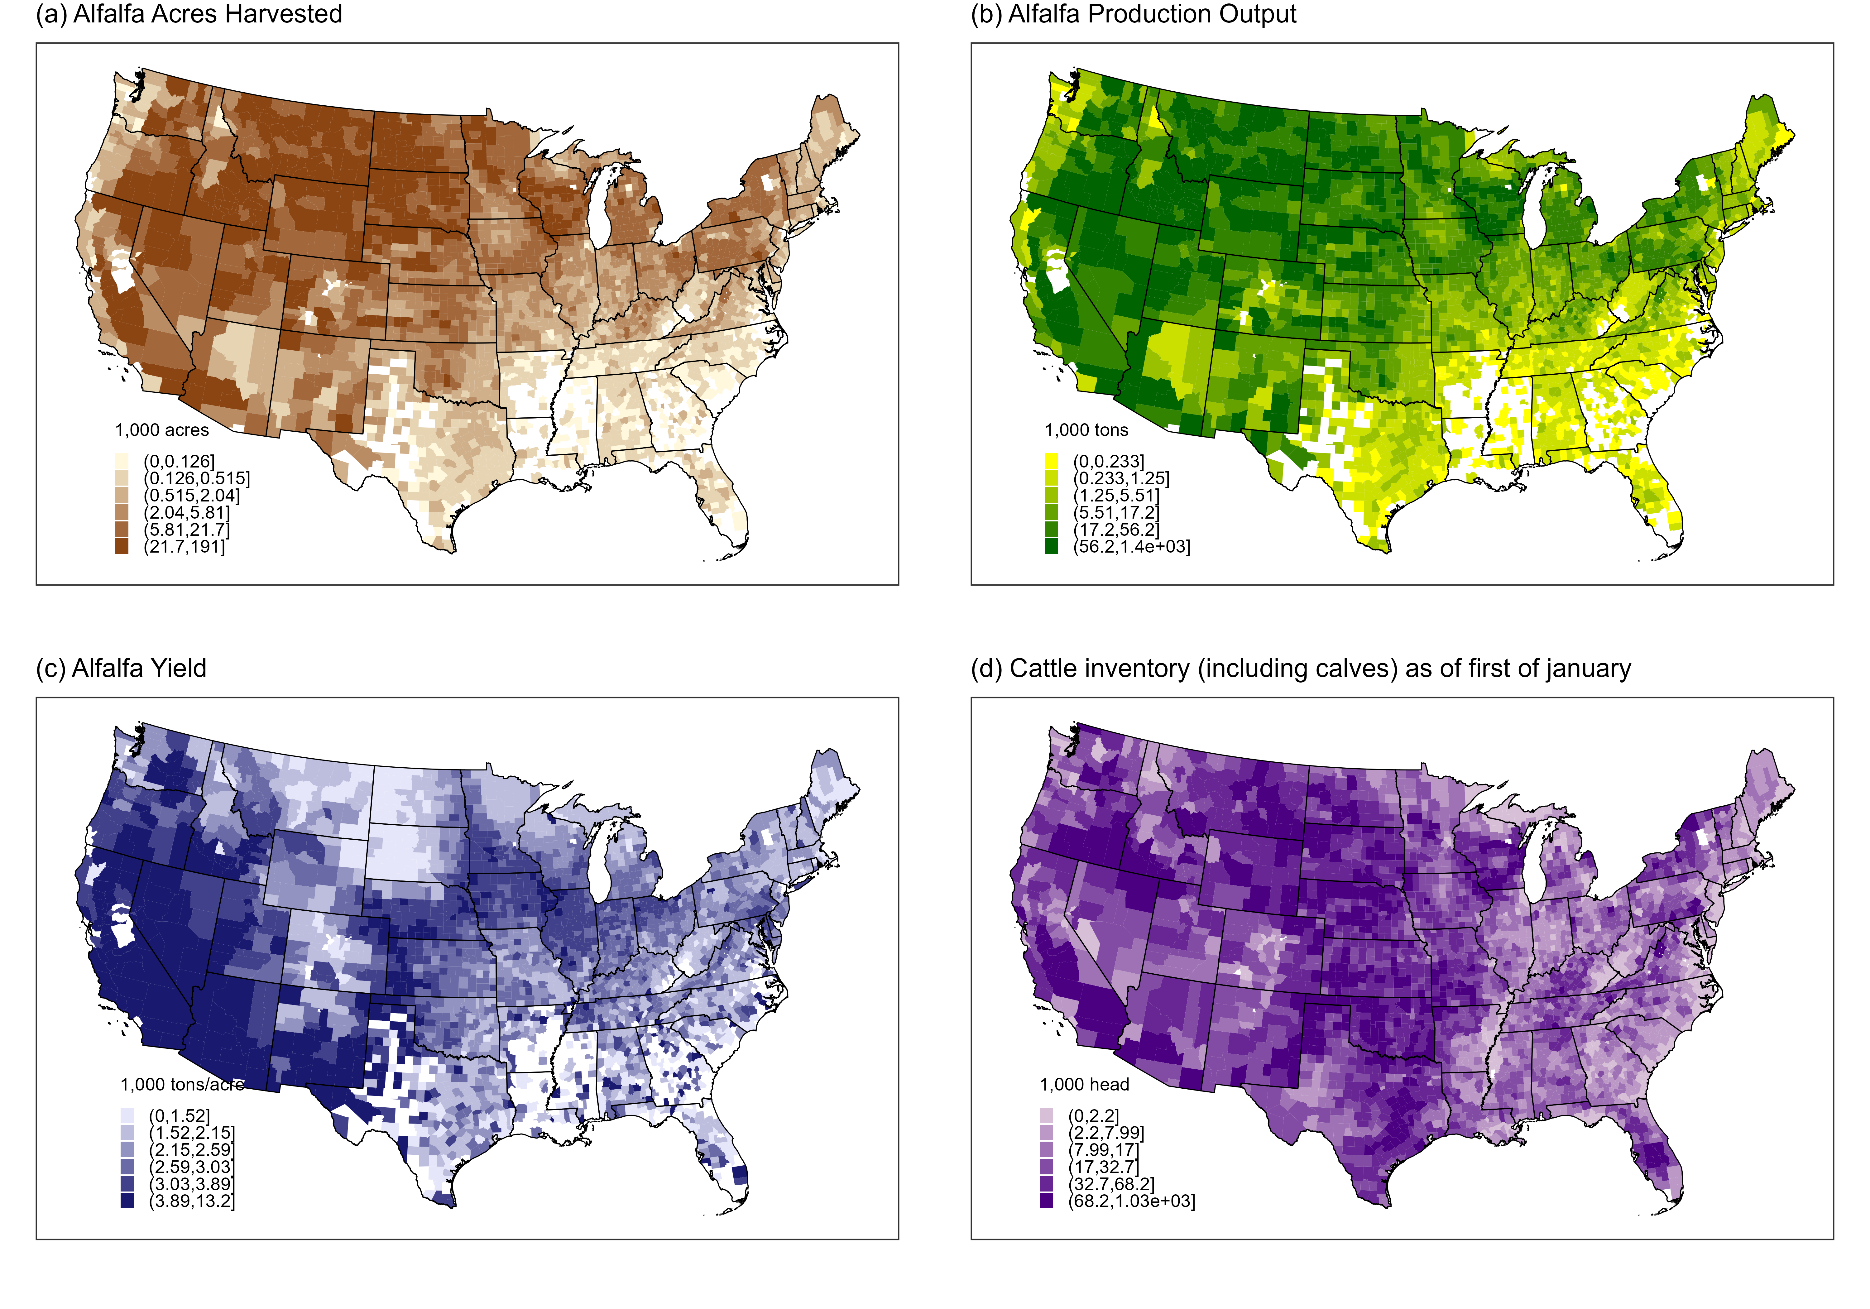 (a) Alfalfa Acres Harvested
1,000 acres
(0,0.126]
(0.126,0.515]
(0.515,2.04]
(2.04,5.81]
(5.81,21.7]
(21.7,191]
(b) Alfalfa Production Output
1,000 tons
(0,0.233]
(0.233,1.25]
(1.25,5.51]
(5.51,17.2]
(17.2,56.2]
(56.2,1.4e+03]
(c) Alfalfa Yield
1,000 tons/acre
(0,1.52]
(1.52,2.15]
(2.15,2.59]
(2.59,3.03]
(3.03,3.89]
(3.89,13.2]
(d) Cattle inventory (including calves) as of first of january
1,000 head
(0,2.2]
(2.2,7.99]
(7.99,17]
(17,32.7]
(32.7,68.2]
(68.2,1.03e+03]